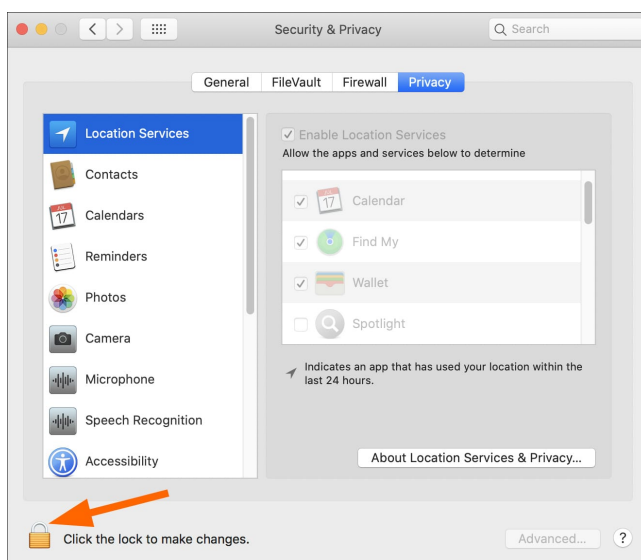 Security & Privacy
Search
General FileVault Firewall Privacy
Location Services
Contacts
Calendars
Reminders
Photos
Camera
Microphone
Speech Recognition
Accessibility
Enable Location Services
Allow the apps and services below to determine
Calendar
Find My
Wallet
Spotlight
Indicates an app that has used your location within the
last 24 hours.
About Location Services & Privacy...
Click the lock to make changes.
Advanced...
?